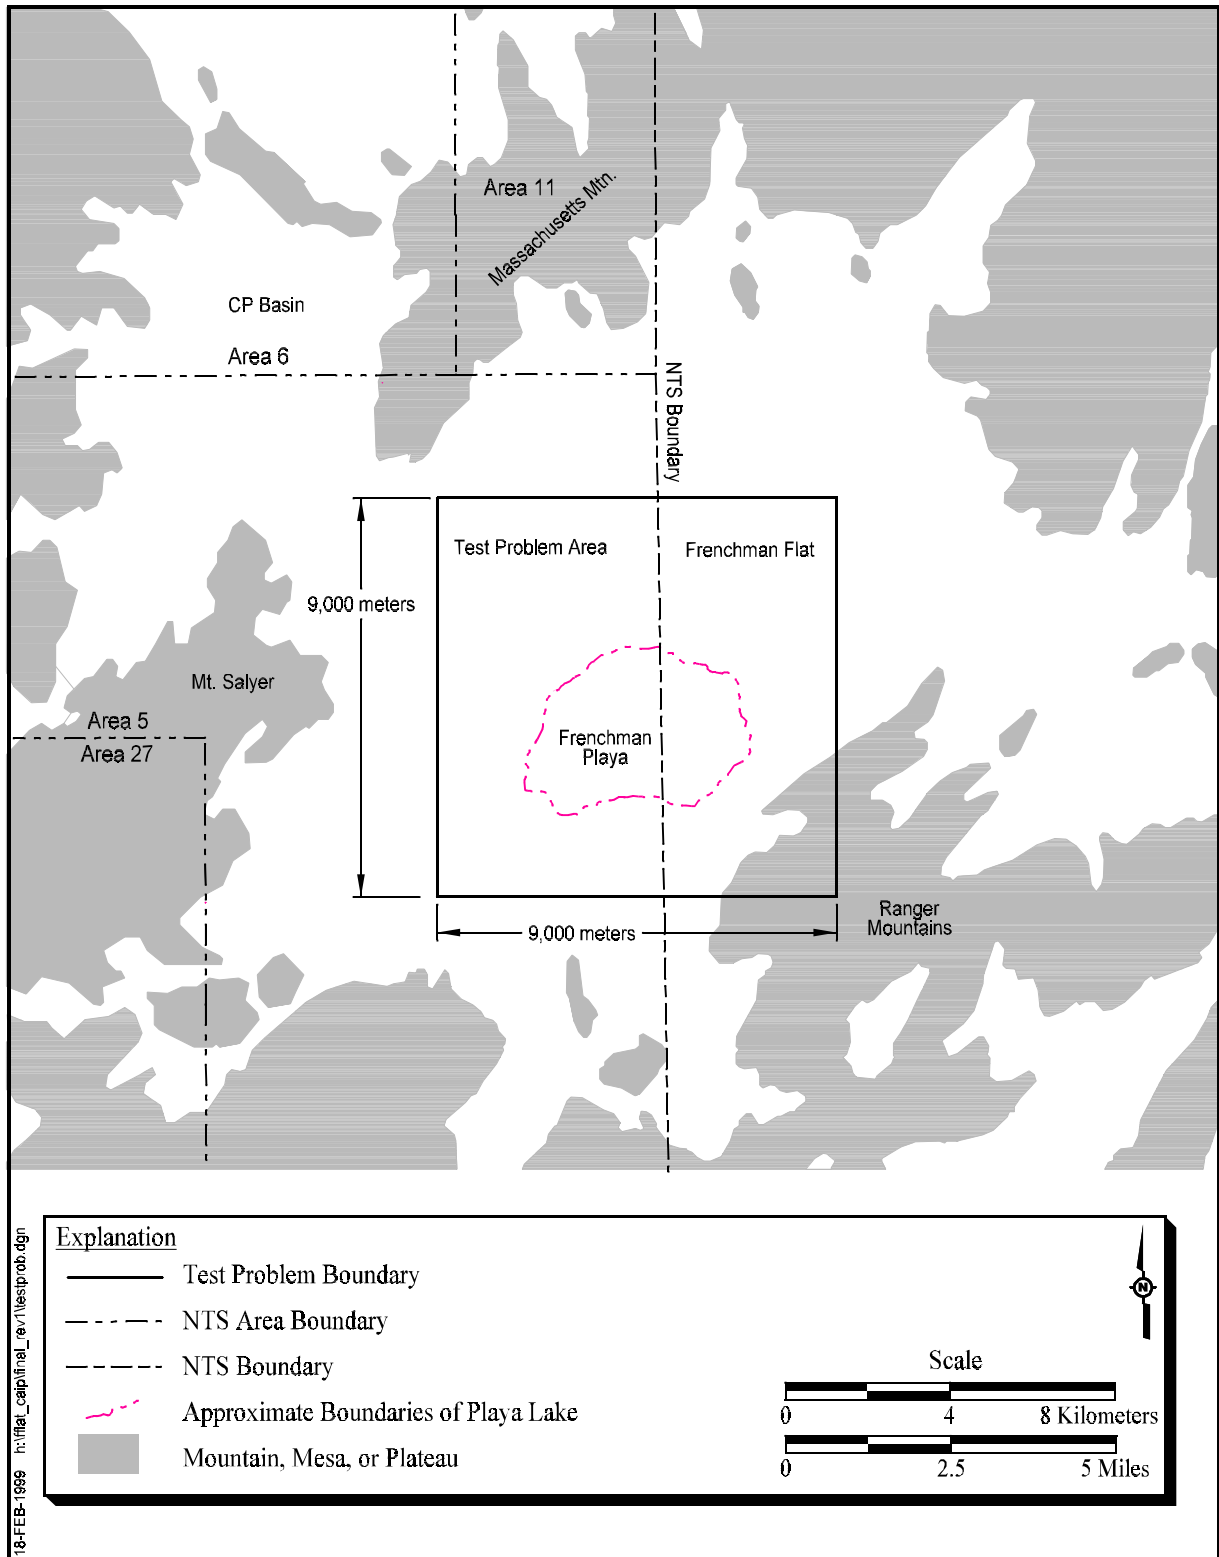 Area 11
Massachusetts Mtn.
CP Basin
Area 6
NTS Boundary
Test Problem Area
Frenchman Flat
9,000 meters
Mt. Salyer
Area 5
Area 27
Frenchman
Playa
Ranger
Mountains
9,000 meters
Explanation
Test Problem Boundary
NTS Area Boundary
NTS Boundary
Approximate Boundaries of Playa Lake
Mountain, Mesa, or Plateau
N
Scale
0 4 8 Kilometers
0 2.5 5 Miles
18-FEB-1999 h:\fflat_caip\final_rev1\testprob.dgn